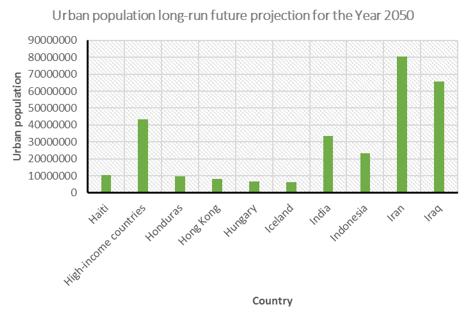 Urban population long-run future projection for the Year 2050
Urban population
90000000
80000000
70000000
60000000
50000000
40000000
30000000
20000000
10000000
0
Haiti
High-income countries
Honduras
Hong Kong
Hungary
Iceland
India
Indonesia
Iran
Iraq
Country